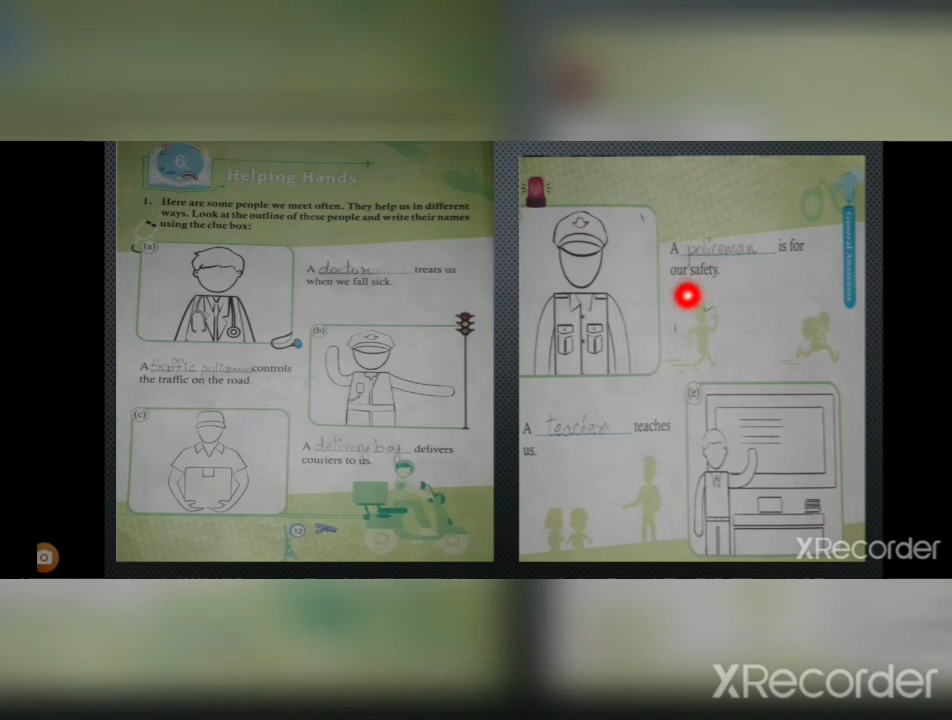 6
Helping Hands
1. Here are some people we meet often. They help us in different
ways. Look at the outline of these people and write their names
using the clue box:
(a)
A doctor treats us
when we fall sick.
(b)
A traffic policeman controls
the traffic on the road.
(c)
A delivery boy delivers
couriers to us.
12
A policeman is for
our safety.
General Awareness
A teacher teaches
us.
(e)
XRecorder
XRecorder